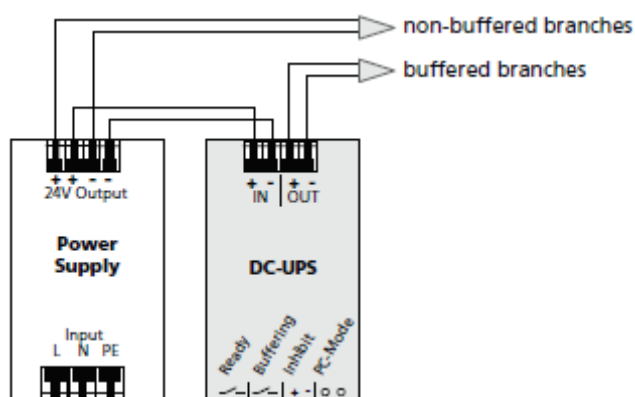 non-buffered branches
buffered branches
+ + - -
24V Output
+ - + -
IN OUT
Power
Supply
DC-UPS
Input
L N PE
Ready
Buffering
Inhibit
PC-Mode
+ -